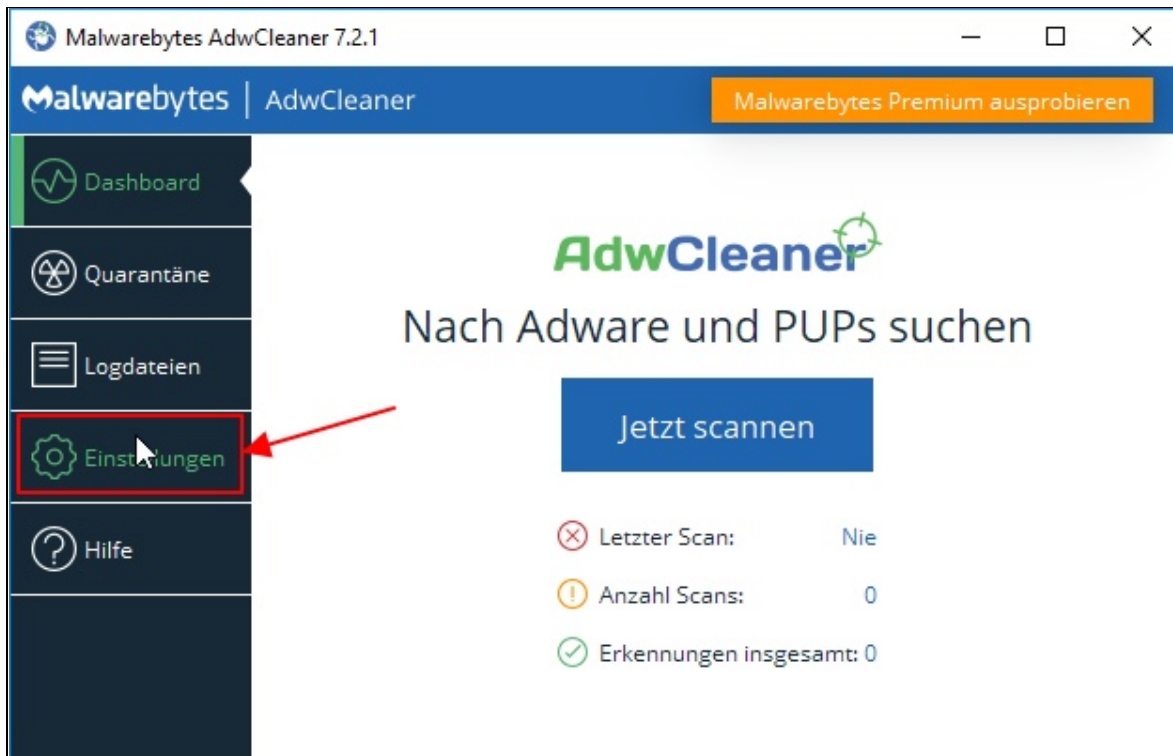 Malwarebytes AdwCleaner 7.2.1
Malwarebytes | AdwCleaner
Malwarebytes Premium ausprobieren
Dashboard
Quarantäne
Logdateien
Einstellungen
Hilfe
AdwCleaner
Nach Adware und PUPs suchen
Jetzt scannen
Letzter Scan: Nie
Anzahl Scans: 0
Erkennungen insgesamt: 0